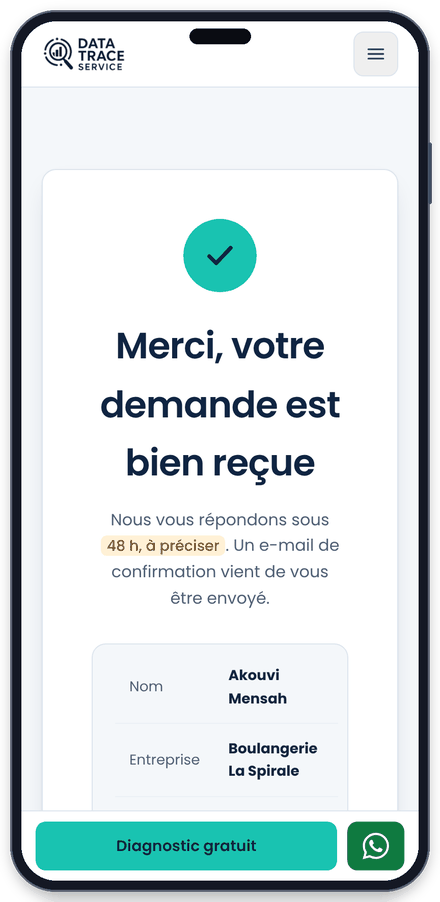 DATA
TRACE
SERVICE
Merci, votre
demande est
bien reçue
Nous vous répondons sous
48 h, à préciser . Un e-mail de
confirmation vient de vous
être envoyé.
Nom Akouvi
Mensah
Entreprise Boulangerie
La Spirale
Diagnostic gratuit